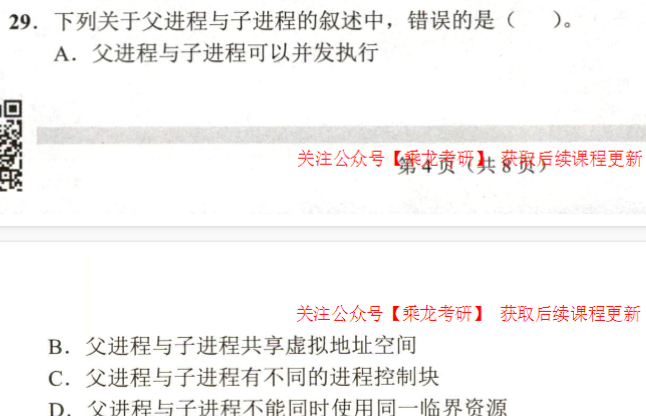 29．下列关于父进程与子进程的叙述中，错误的是（　　）。
A．父进程与子进程可以并发执行
关注公众号【乘龙考研】 获取后续课程更新
第 4 页（共 8 页）
关注公众号【乘龙考研】 获取后续课程更新
B．父进程与子进程共享虚拟地址空间
C．父进程与子进程有不同的进程控制块
D．父进程与子进程不能同时使用同一临界资源